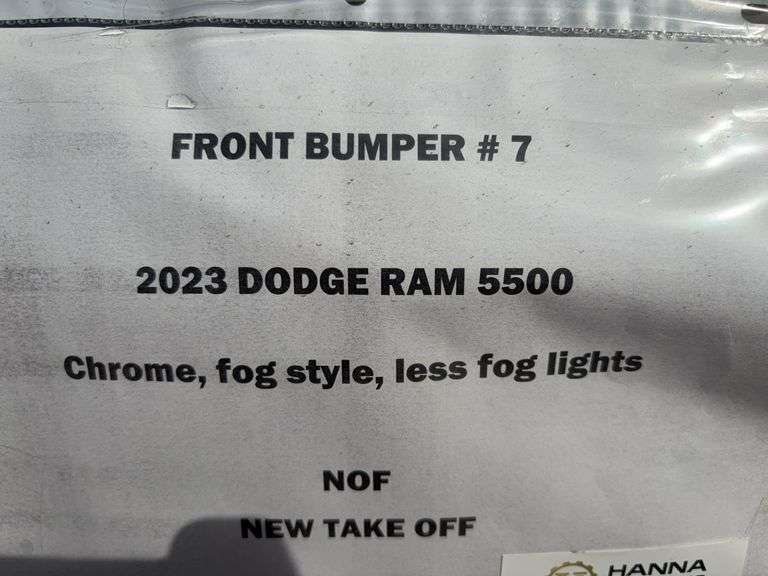 FRONT BUMPER # 7
2023 DODGE RAM 5500
Chrome, fog style, less fog lights
NOF
NEW TAKE OFF
HANNA